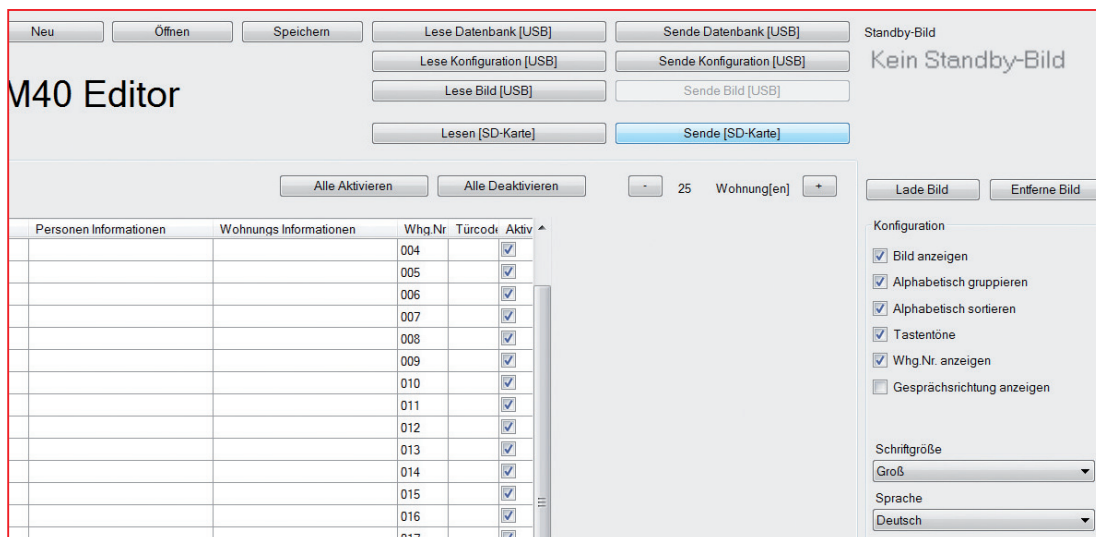 Neu Öffnen Speichern Lese Datenbank [USB] Sende Datenbank [USB] Standby-Bild
Lese Konfiguration [USB] Sende Konfiguration [USB] Kein Standby-Bild
M40 Editor Lese Bild [USB] Sende Bild [USB]
Lesen [SD-Karte] Sende [SD-Karte]
Alle Aktivieren Alle Deaktivieren - 25 Wohnung[en] + Lade Bild Entferne Bild
Personen Informationen Wohnungs Informationen Whg.Nr Türcode Aktiv
004
005
006
007
008
009
010
011
012
013
014
015
016
017
Konfiguration
Bild anzeigen
Alphabetisch gruppieren
Alphabetisch sortieren
Tastentöne
Whg.Nr. anzeigen
Gesprächsrichtung anzeigen
Schriftgröße
Groß
Sprache
Deutsch